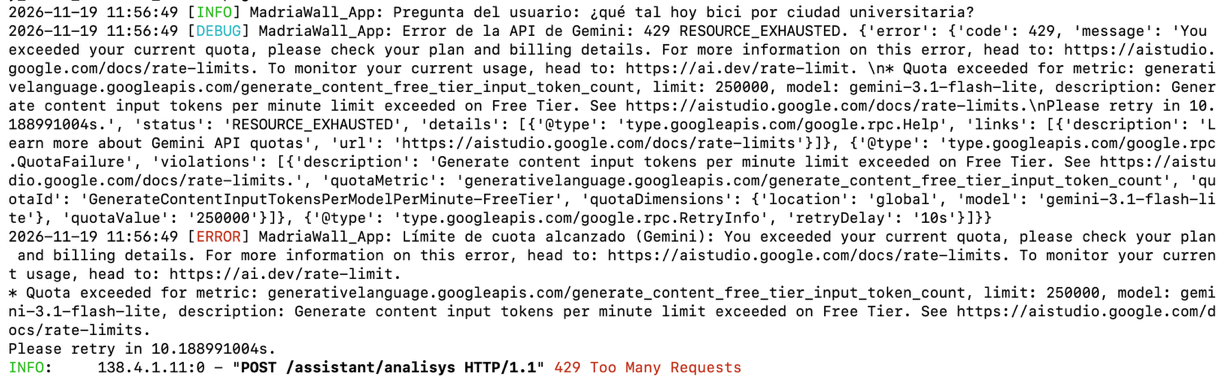 2026-11-19 11:56:49 [INFO] MadriaWall_App: Pregunta del usuario: ¿qué tal hoy bici por ciudad universitaria?
2026-11-19 11:56:49 [DEBUG] MadriaWall_App: Error de la API de Gemini: 429 RESOURCE_EXHAUSTED. {'error': {'code': 429, 'message': 'You
exceeded your current quota, please check your plan and billing details. For more information on this error, head to: https://aistudio.
google.com/docs/rate-limits. To monitor your current usage, head to: https://ai.dev/rate-limit. \n* Quota exceeded for metric: generati
velanguage.googleapis.com/generate_content_free_tier_input_token_count, limit: 250000, model: gemini-3.1-flash-lite, description: Gener
ate content input tokens per minute limit exceeded on Free Tier. See https://aistudio.google.com/docs/rate-limits.\nPlease retry in 10.
188991004s.', 'status': 'RESOURCE_EXHAUSTED', 'details': [{'@type': 'type.googleapis.com/google.rpc.Help', 'links': [{'description': 'L
earn more about Gemini API quotas', 'url': 'https://aistudio.google.com/docs/rate-limits'}]}, {'@type': 'type.googleapis.com/google.rpc
.QuotaFailure', 'violations': [{'description': 'Generate content input tokens per minute limit exceeded on Free Tier. See https://aistu
dio.google.com/docs/rate-limits.', 'quotaMetric': 'generativelanguage.googleapis.com/generate_content_free_tier_input_token_count', 'qu
otaId': 'GenerateContentInputTokensPerModelPerMinute-FreeTier', 'quotaDimensions': {'location': 'global', 'model': 'gemini-3.1-flash-li
te'}, 'quotaValue': '250000'}]}, {'@type': 'type.googleapis.com/google.rpc.RetryInfo', 'retryDelay': '10s'}]}}
2026-11-19 11:56:49 [ERROR] MadriaWall_App: Límite de cuota alcanzado (Gemini): You exceeded your current quota, please check your plan
 and billing details. For more information on this error, head to: https://aistudio.google.com/docs/rate-limits. To monitor your curren
t usage, head to: https://ai.dev/rate-limit.
* Quota exceeded for metric: generativelanguage.googleapis.com/generate_content_free_tier_input_token_count, limit: 250000, model: gemi
ni-3.1-flash-lite, description: Generate content input tokens per minute limit exceeded on Free Tier. See https://aistudio.google.com/d
ocs/rate-limits.
Please retry in 10.188991004s.
INFO:     138.4.1.11:0 - "POST /assistant/analisys HTTP/1.1" 429 Too Many Requests